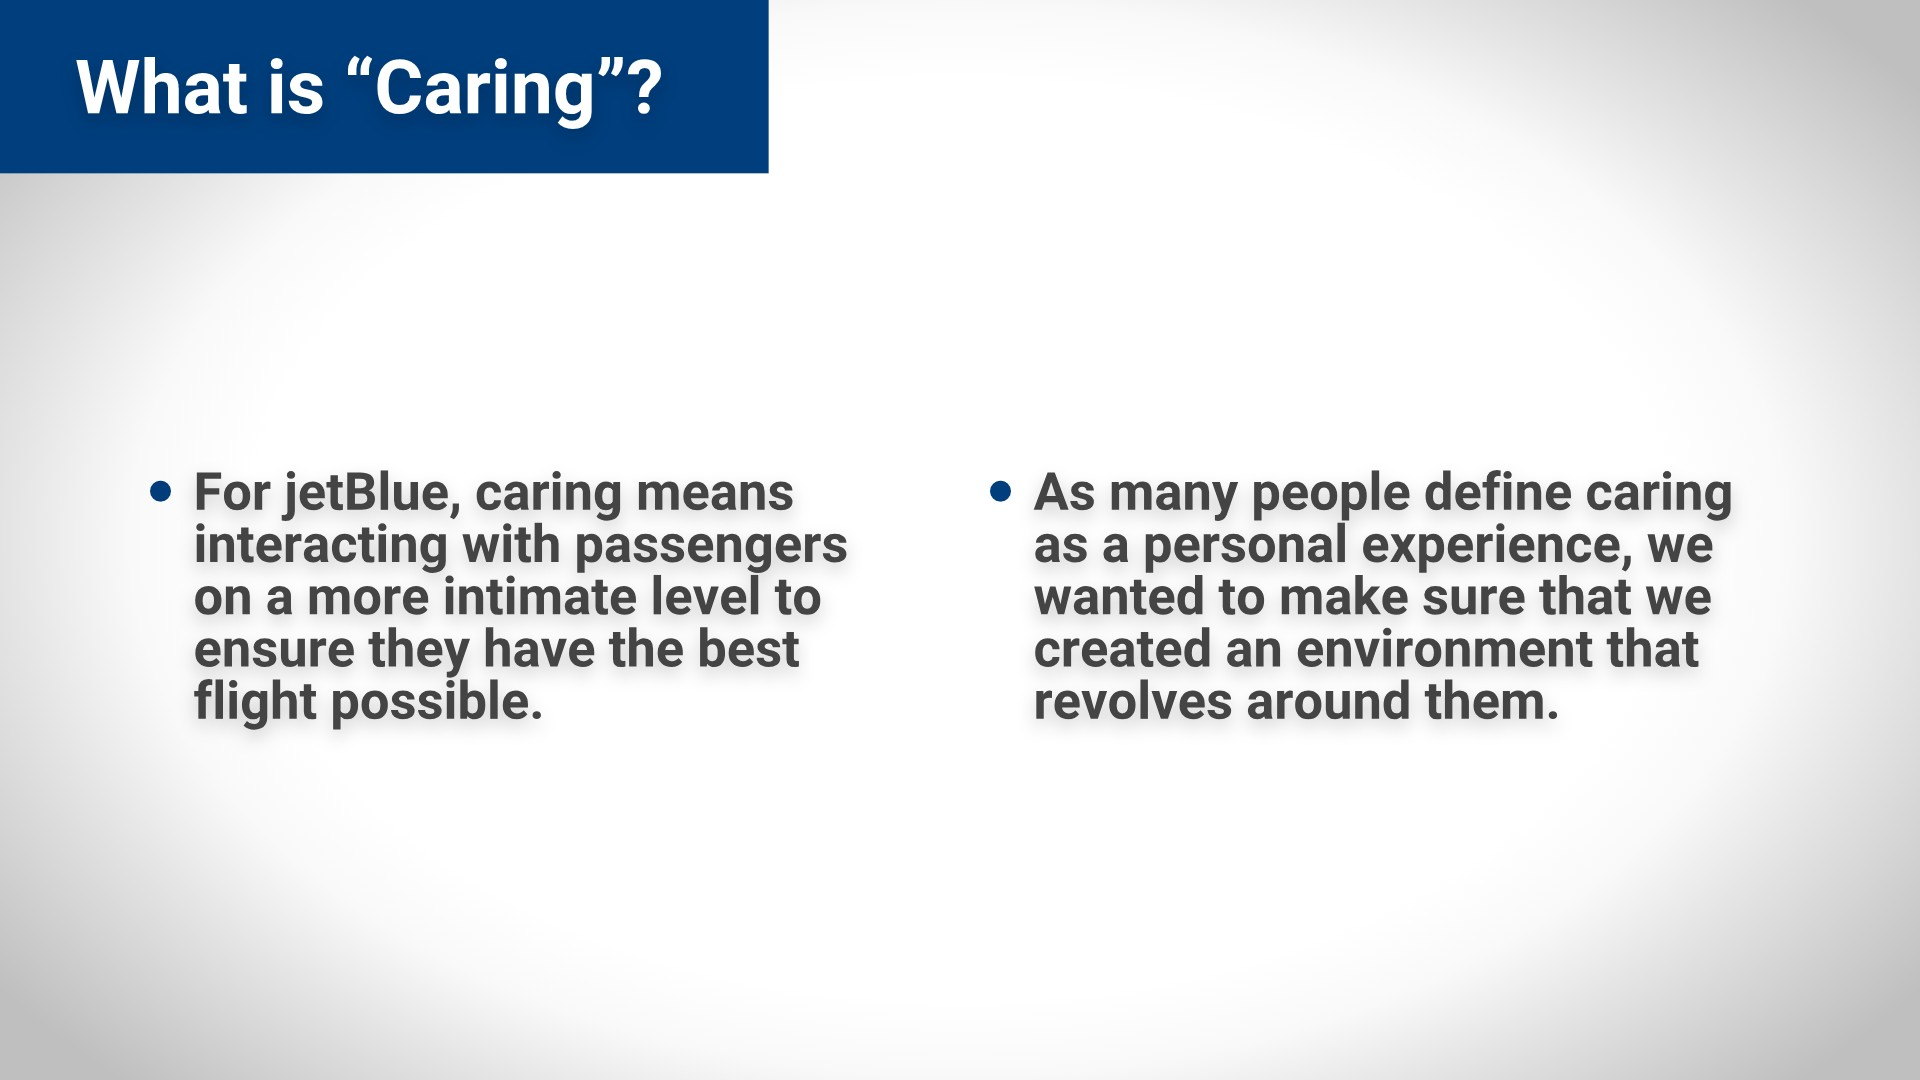 What is “Caring”?
• For jetBlue, caring means
interacting with passengers
on a more intimate level to
ensure they have the best
flight possible.
• As many people define caring
as a personal experience, we
wanted to make sure that we
created an environment that
revolves around them.